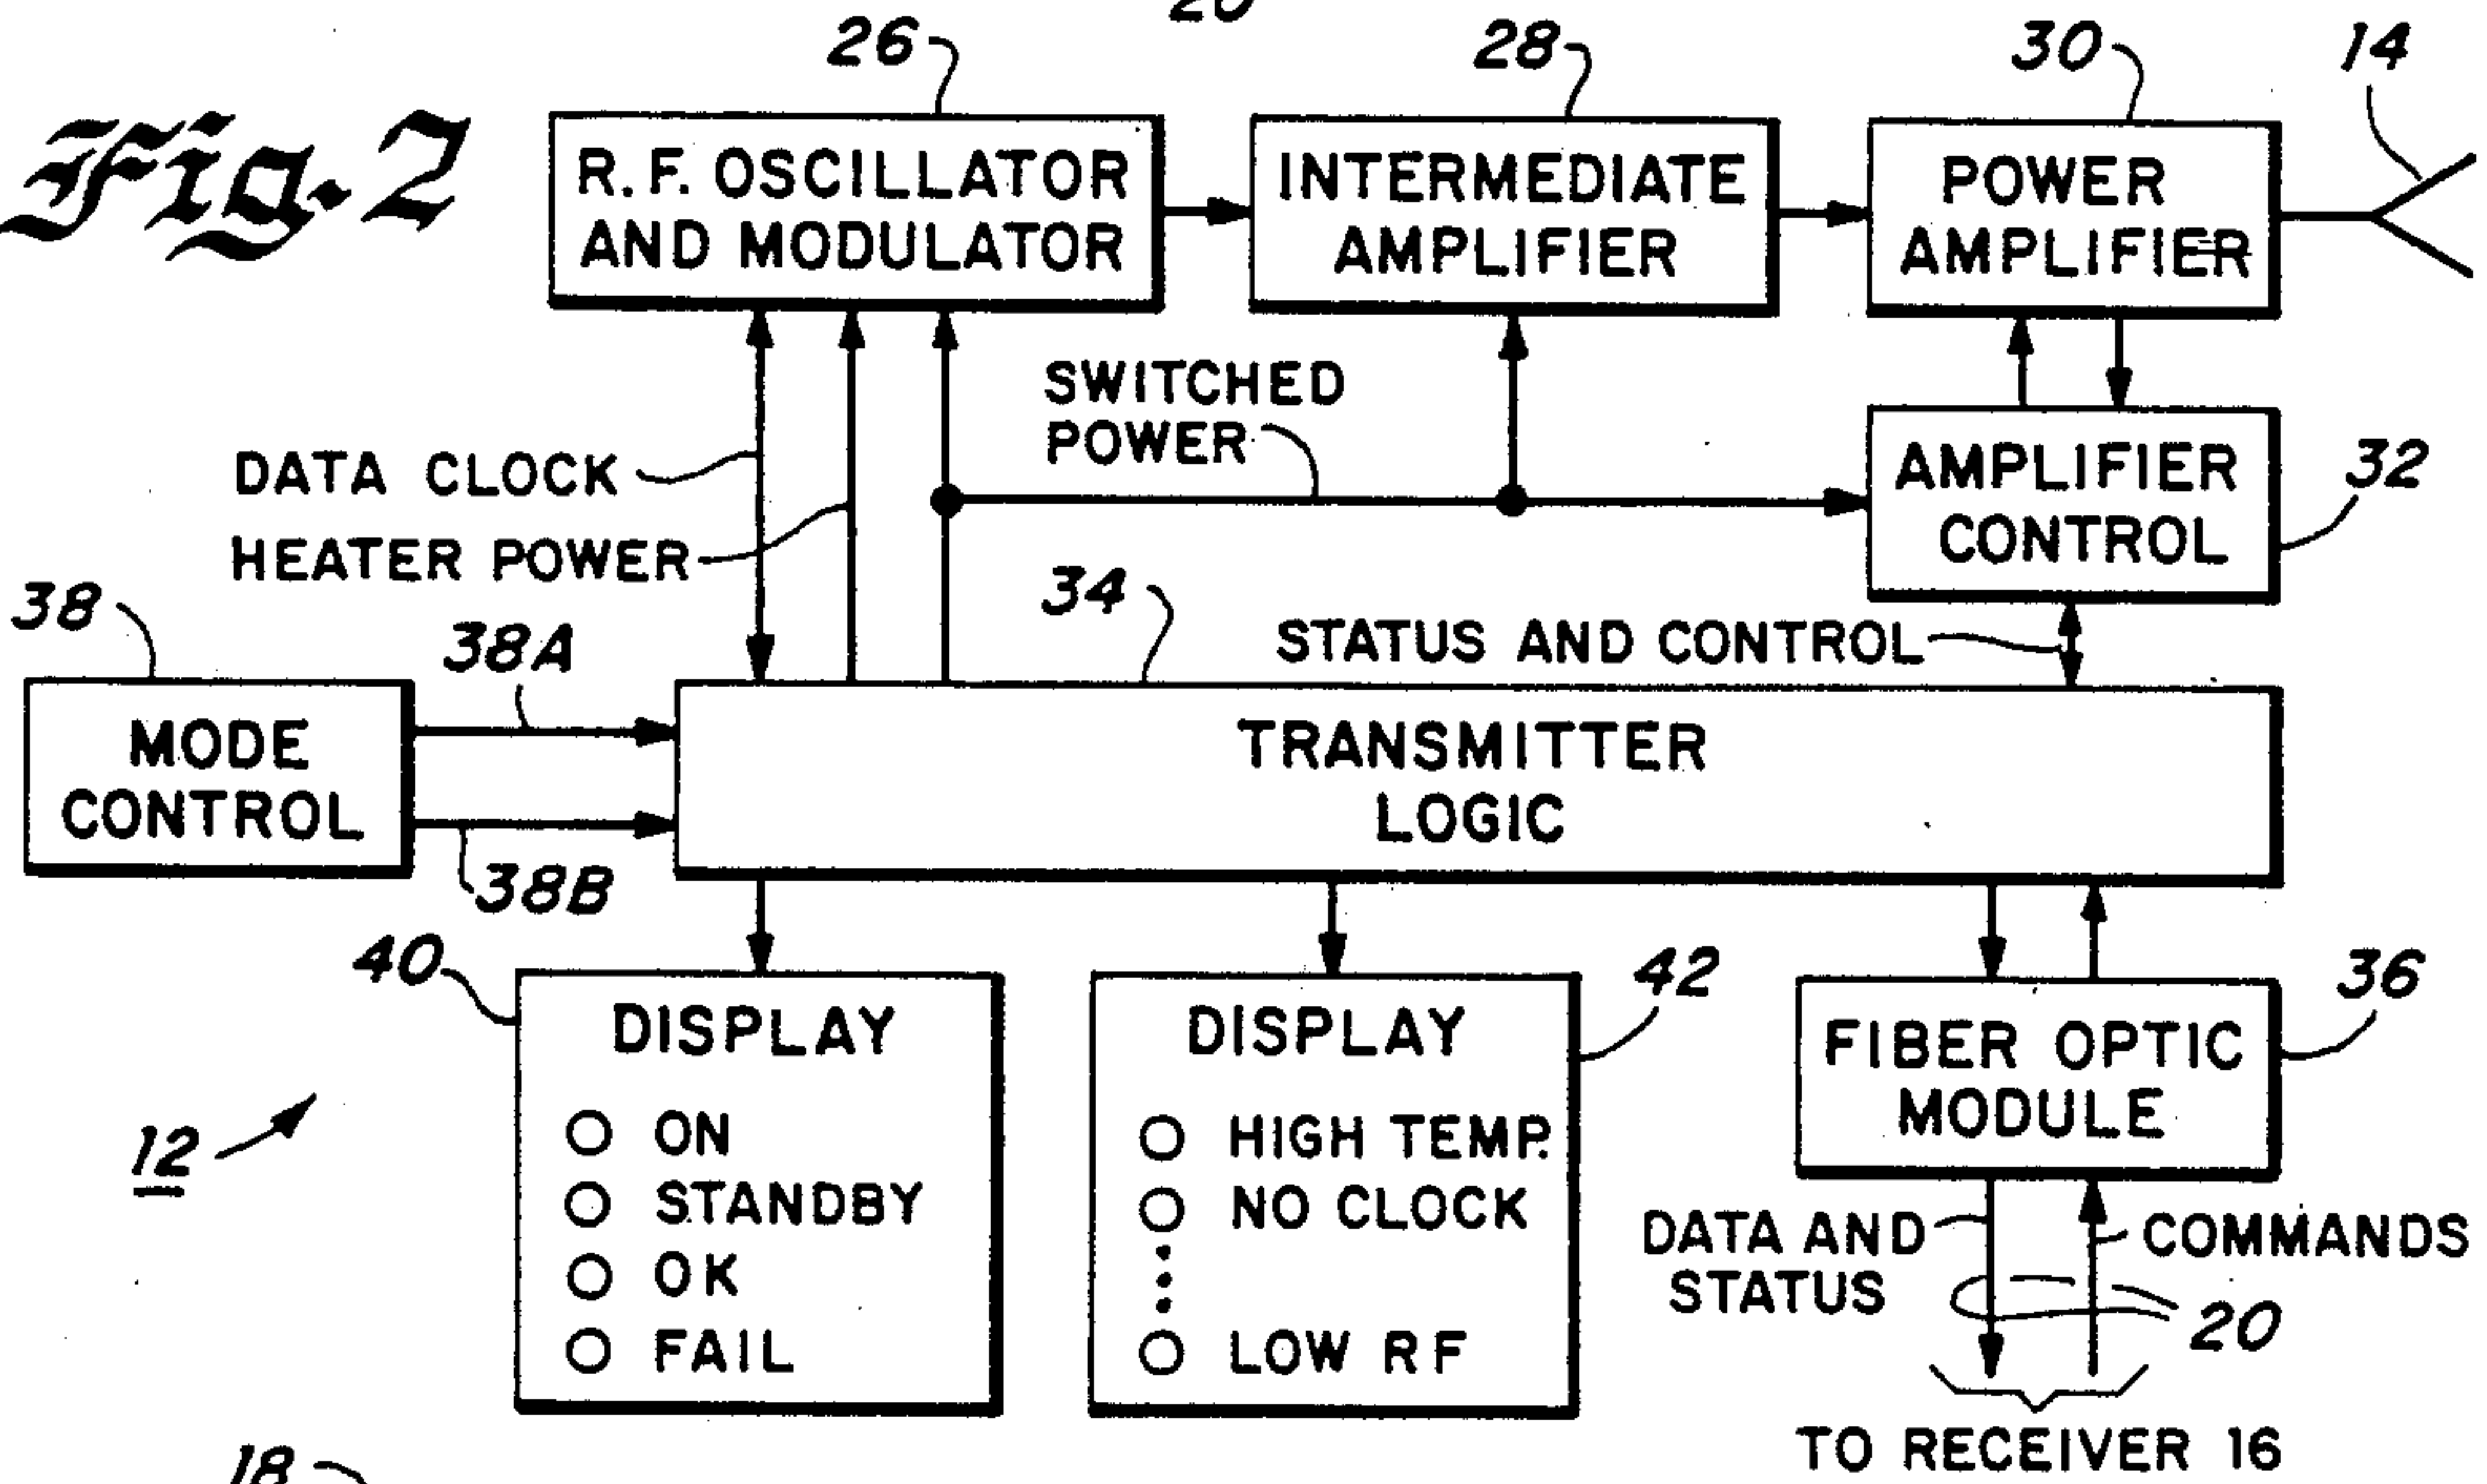 Fig. 2
26
28
30
14
R.F. OSCILLATOR
AND MODULATOR
INTERMEDIATE
AMPLIFIER
POWER
AMPLIFIER
SWITCHED
POWER
DATA CLOCK
HEATER POWER
AMPLIFIER
CONTROL
32
38
38A
34
STATUS AND CONTROL
MODE
CONTROL
38B
TRANSMITTER
LOGIC
40
DISPLAY
ON
STANDBY
OK
FAIL
42
DISPLAY
HIGH TEMP.
NO CLOCK
LOW RF
36
FIBER OPTIC
MODULE
12
DATA AND
STATUS
COMMANDS
20
TO RECEIVER 16
18